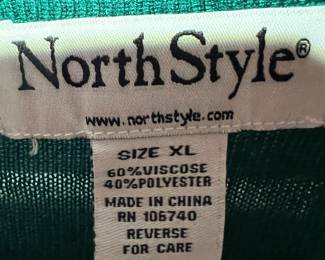 NorthStyle®
www.northstyle.com
SIZE XL
60%VISCOSE
40%POLYESTER
MADE IN CHINA
RN 106740
REVERSE
FOR CARE